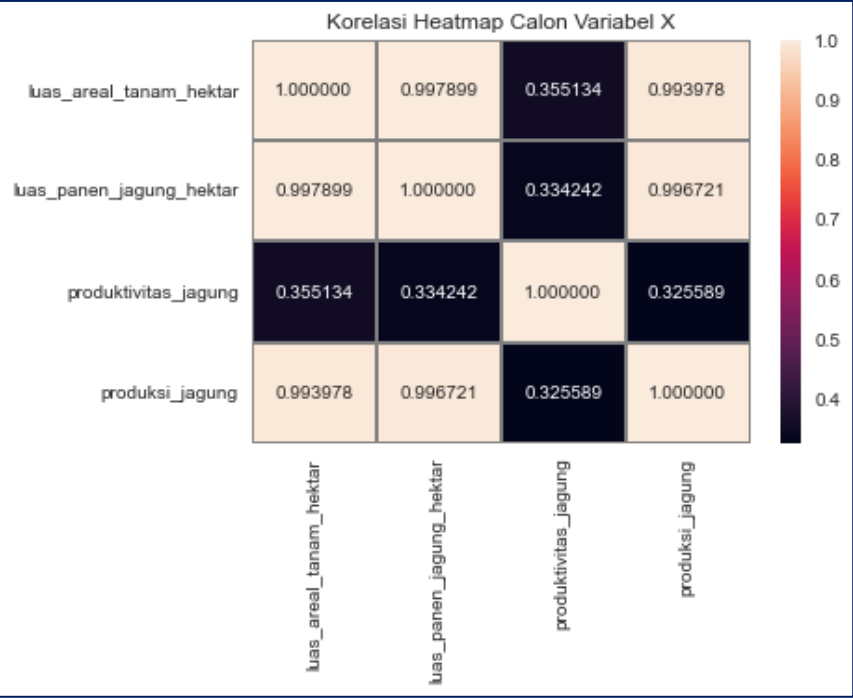 Korelasi Heatmap Calon Variabel X
luas_areal_tanam_hektar 1.000000 0.997899 0.355134 0.993978
luas_panen_jagung_hektar 0.997899 1.000000 0.334242 0.996721
produktivitas_jagung 0.355134 0.334242 1.000000 0.325589
produksi_jagung 0.993978 0.996721 0.325589 1.000000
luas_areal_tanam_hektar
luas_panen_jagung_hektar
produktivitas_jagung
produksi_jagung
1.0
0.9
0.8
0.7
0.6
0.5
0.4